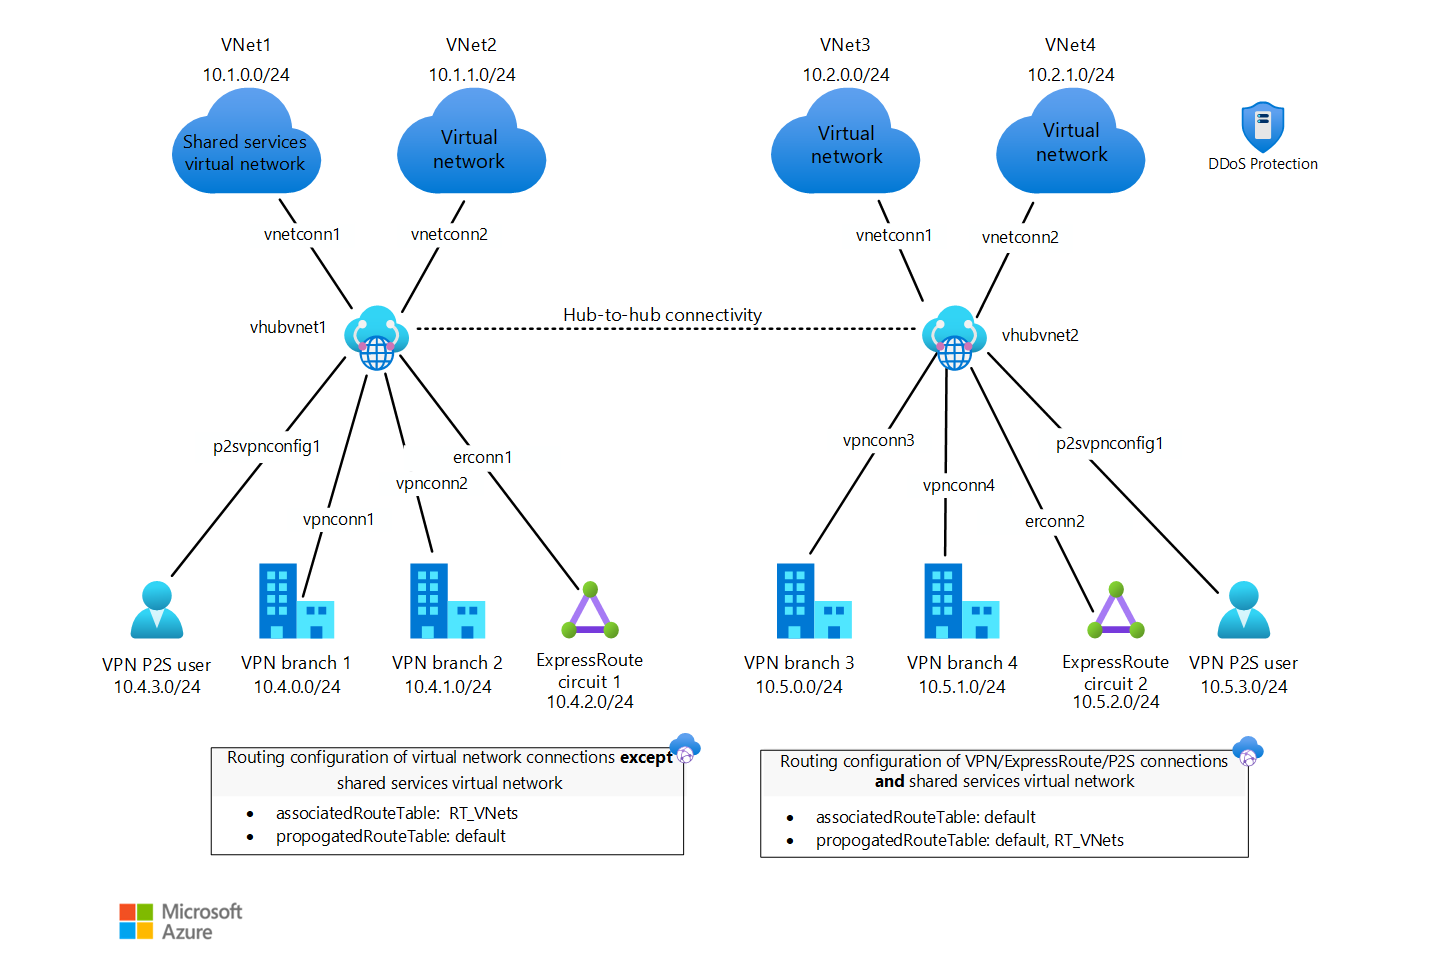 VNet1
10.1.0.0/24
Shared services
virtual network
VNet2
10.1.1.0/24
Virtual
network
VNet3
10.2.0.0/24
Virtual
network
VNet4
10.2.1.0/24
Virtual
network
DDoS Protection
vnetconn1
vnetconn2
vnetconn1
vnetconn2
vhubvnet1
Hub-to-hub connectivity
vhubvnet2
p2svpnconfig1
vpnconn1
vpnconn2
erconn1
vpnconn3
vpnconn4
erconn2
p2svpnconfig1
VPN P2S user
10.4.3.0/24
VPN branch 1
10.4.0.0/24
VPN branch 2
10.4.1.0/24
ExpressRoute
circuit 1
10.4.2.0/24
VPN branch 3
10.5.0.0/24
VPN branch 4
10.5.1.0/24
ExpressRoute
circuit 2
10.5.2.0/24
VPN P2S user
10.5.3.0/24
Routing configuration of virtual network connections except
shared services virtual network
• associatedRouteTable: RT_VNets
• propogatedRouteTable: default
Routing configuration of VPN/ExpressRoute/P2S connections
and shared services virtual network
• associatedRouteTable: default
• propogatedRouteTable: default, RT_VNets
Microsoft
Azure